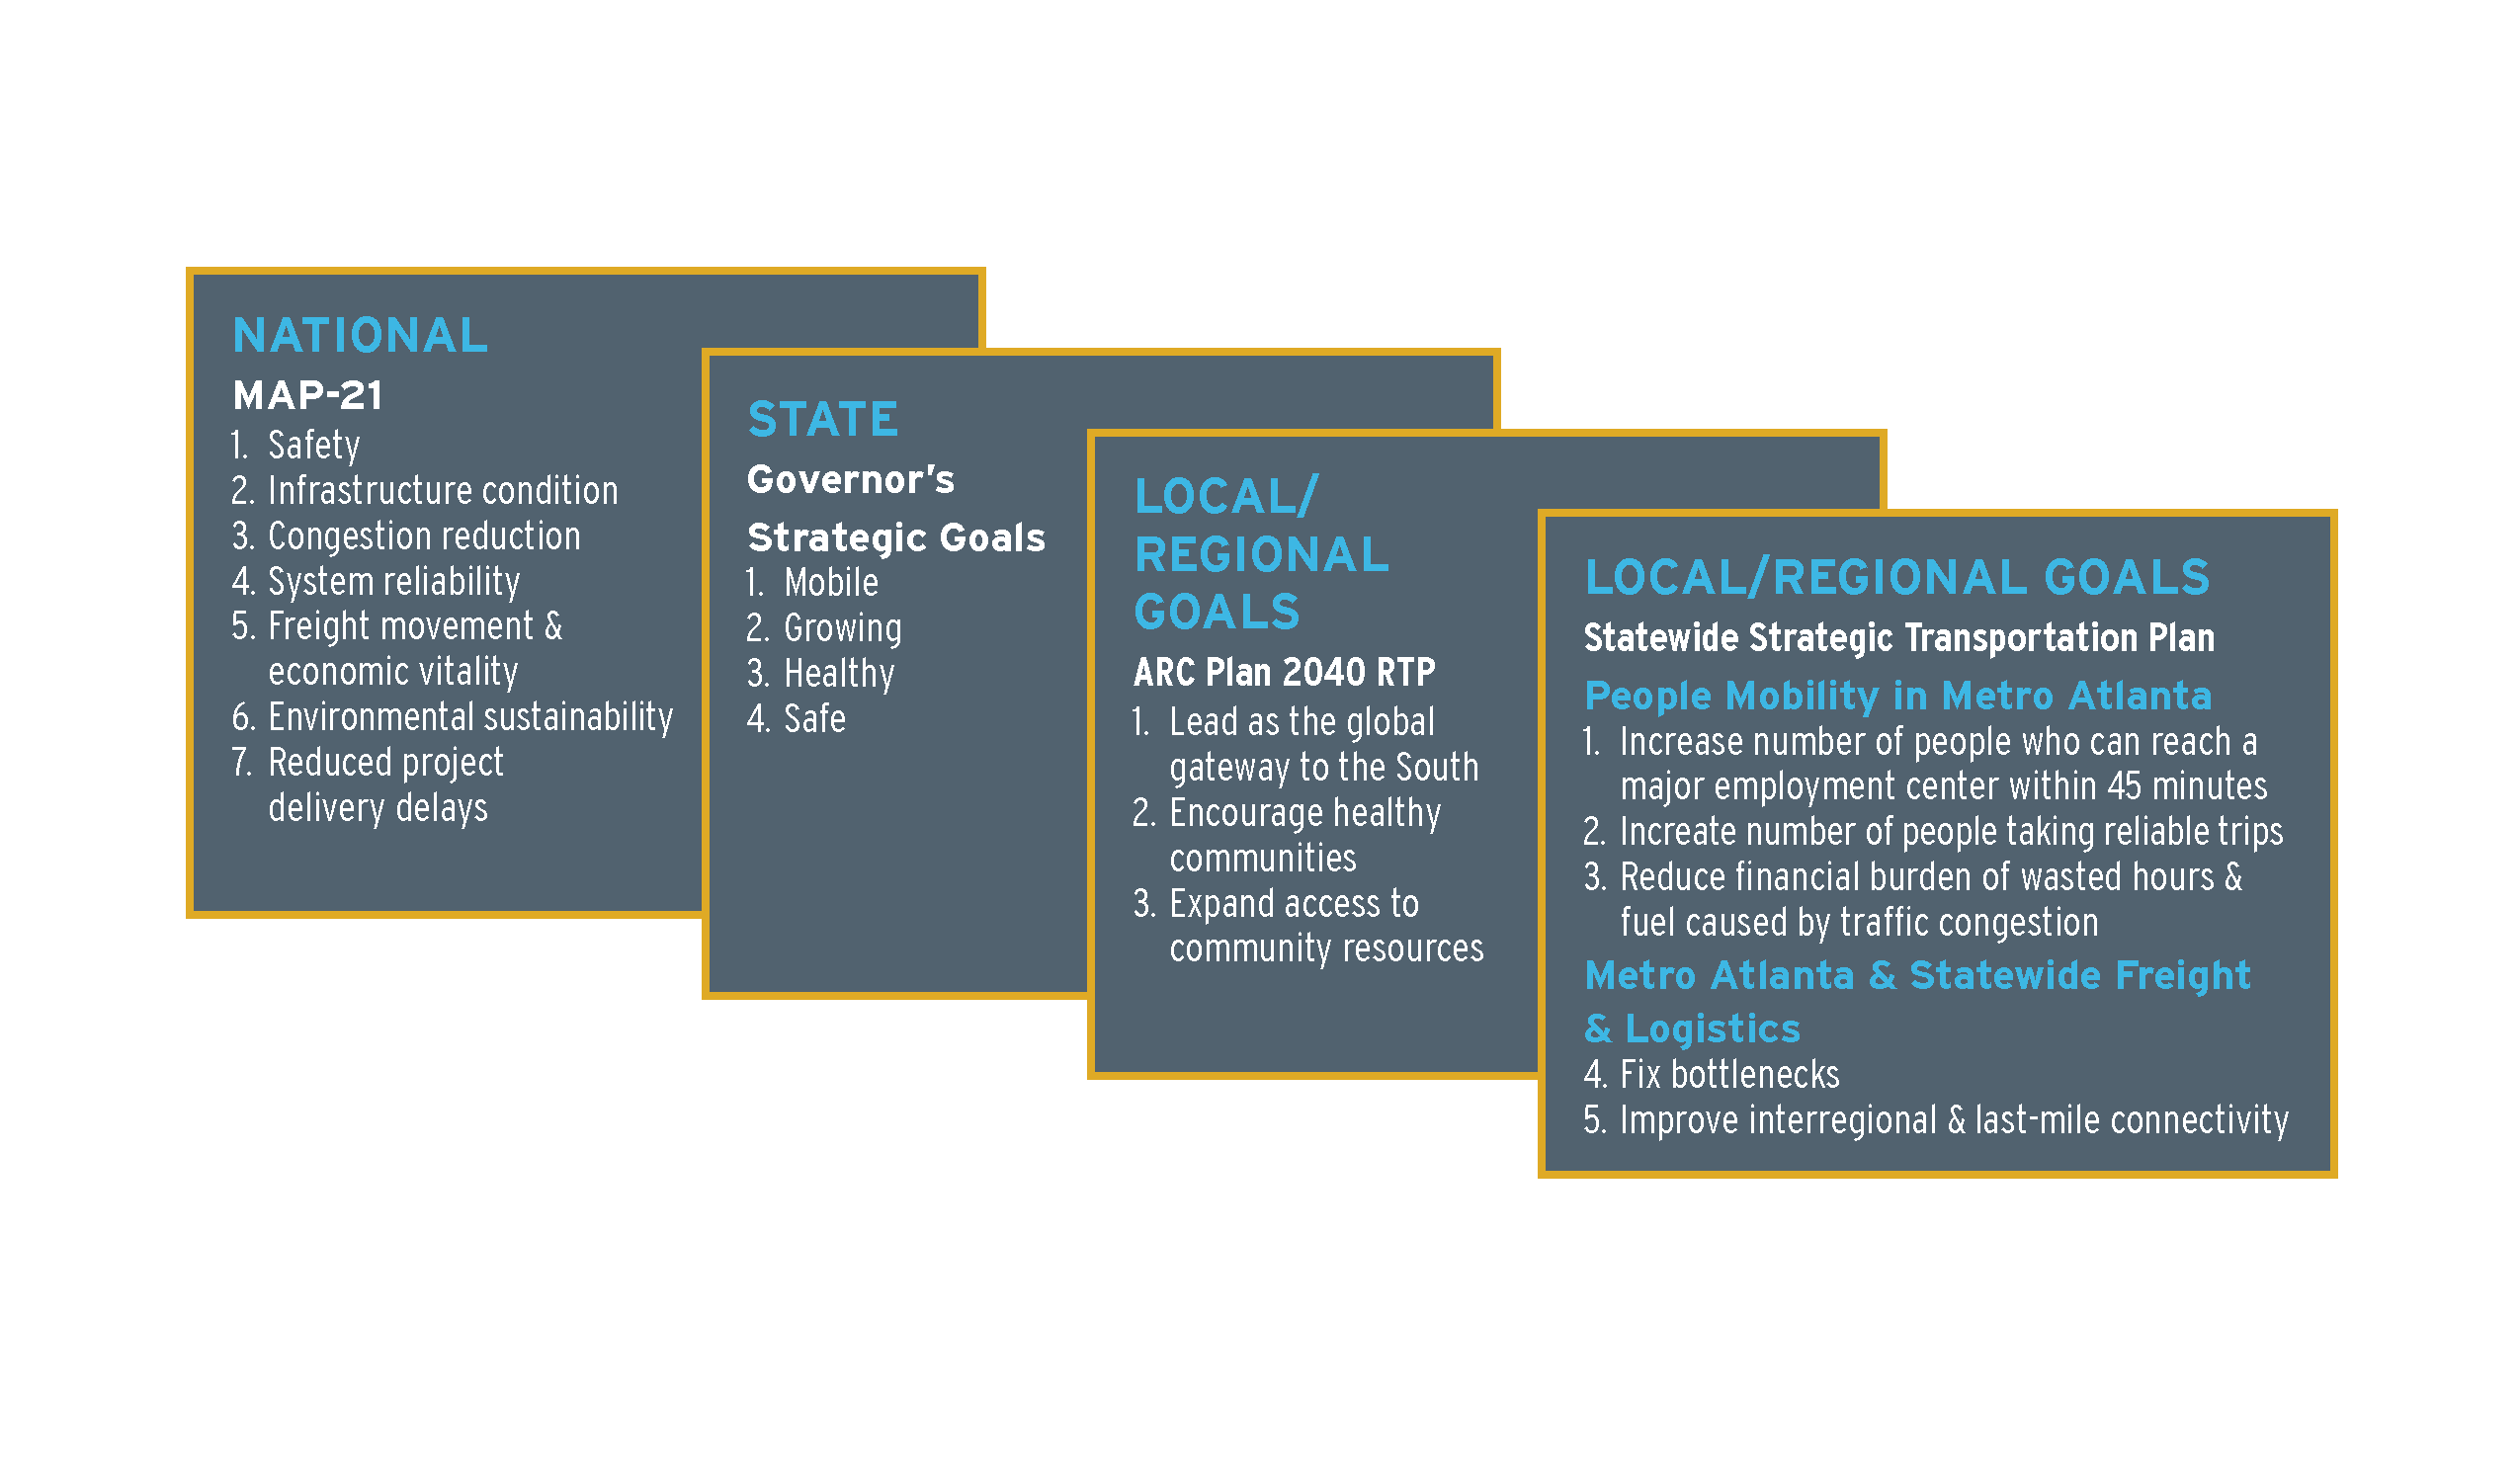 NATIONAL
MAP-21
1. Safety
2. Infrastructure condition
3. Congestion reduction
4. System reliability
5. Freight movement &
economic vitality
6. Environmental sustainability
7. Reduced project
delivery delays
STATE
Governor's
Strategic Goals
1. Mobile
2. Growing
3. Healthy
4. Safe
LOCAL/
REGIONAL
GOALS
ARC Plan 2040 RTP
1. Lead as the global
gateway to the South
2. Encourage healthy
communities
3. Expand access to
community resources
LOCAL/REGIONAL GOALS
Statewide Strategic Transportation Plan
People Mobility in Metro Atlanta
1. Increase number of people who can reach a
major employment center within 45 minutes
2. Increate number of people taking reliable trips
3. Reduce financial burden of wasted hours &
fuel caused by traffic congestion
Metro Atlanta & Statewide Freight
& Logistics
4. Fix bottlenecks
5. Improve interregional & last-mile connectivity